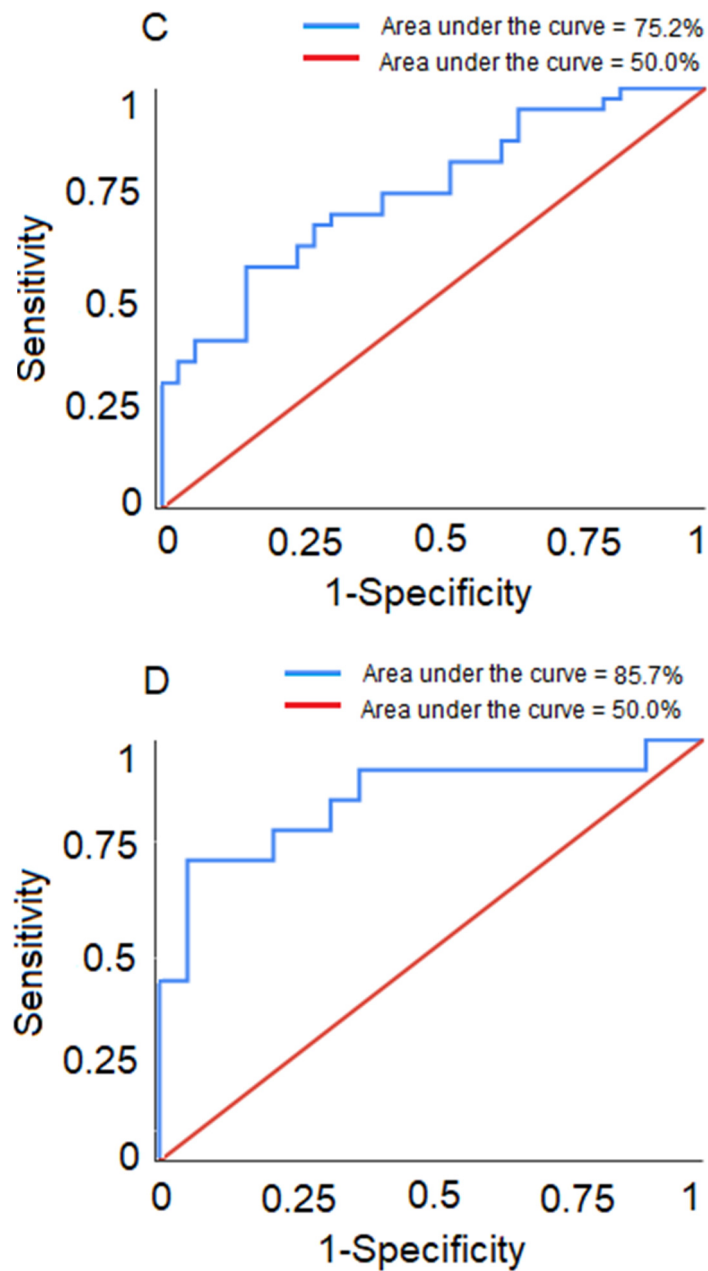 C
Area under the curve = 75.2%
Area under the curve = 50.0%
1
0.75
0.5
0.25
0
Sensitivity
0 0.25 0.5 0.75 1
1-Specificity
D
Area under the curve = 85.7%
Area under the curve = 50.0%
1
0.75
0.5
0.25
0
Sensitivity
0 0.25 0.5 0.75 1
1-Specificity